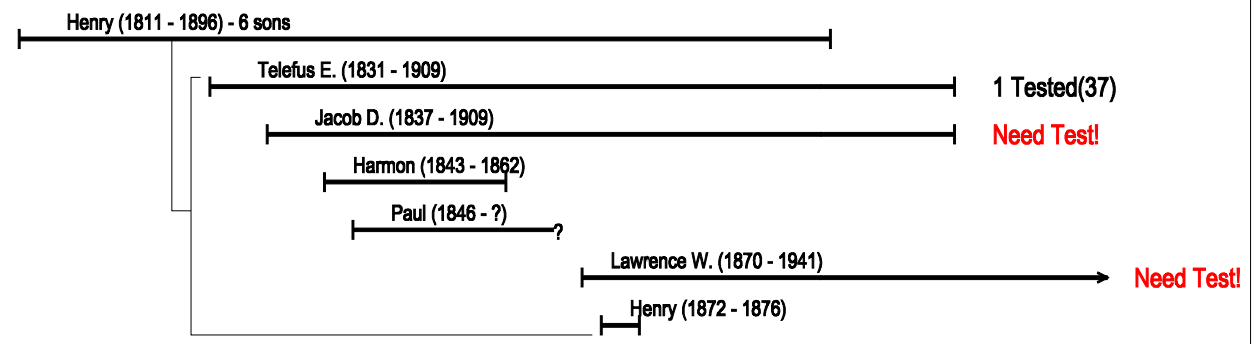 Henry (1811 - 1896) - 6 sons
Telefus E. (1831 - 1909)
1 Tested(37)
Jacob D. (1837 - 1909)
Need Test!
Harmon (1843 - 1862)
Paul (1846 - ?)
?
Lawrence W. (1870 - 1941)
Need Test!
Henry (1872 - 1876)